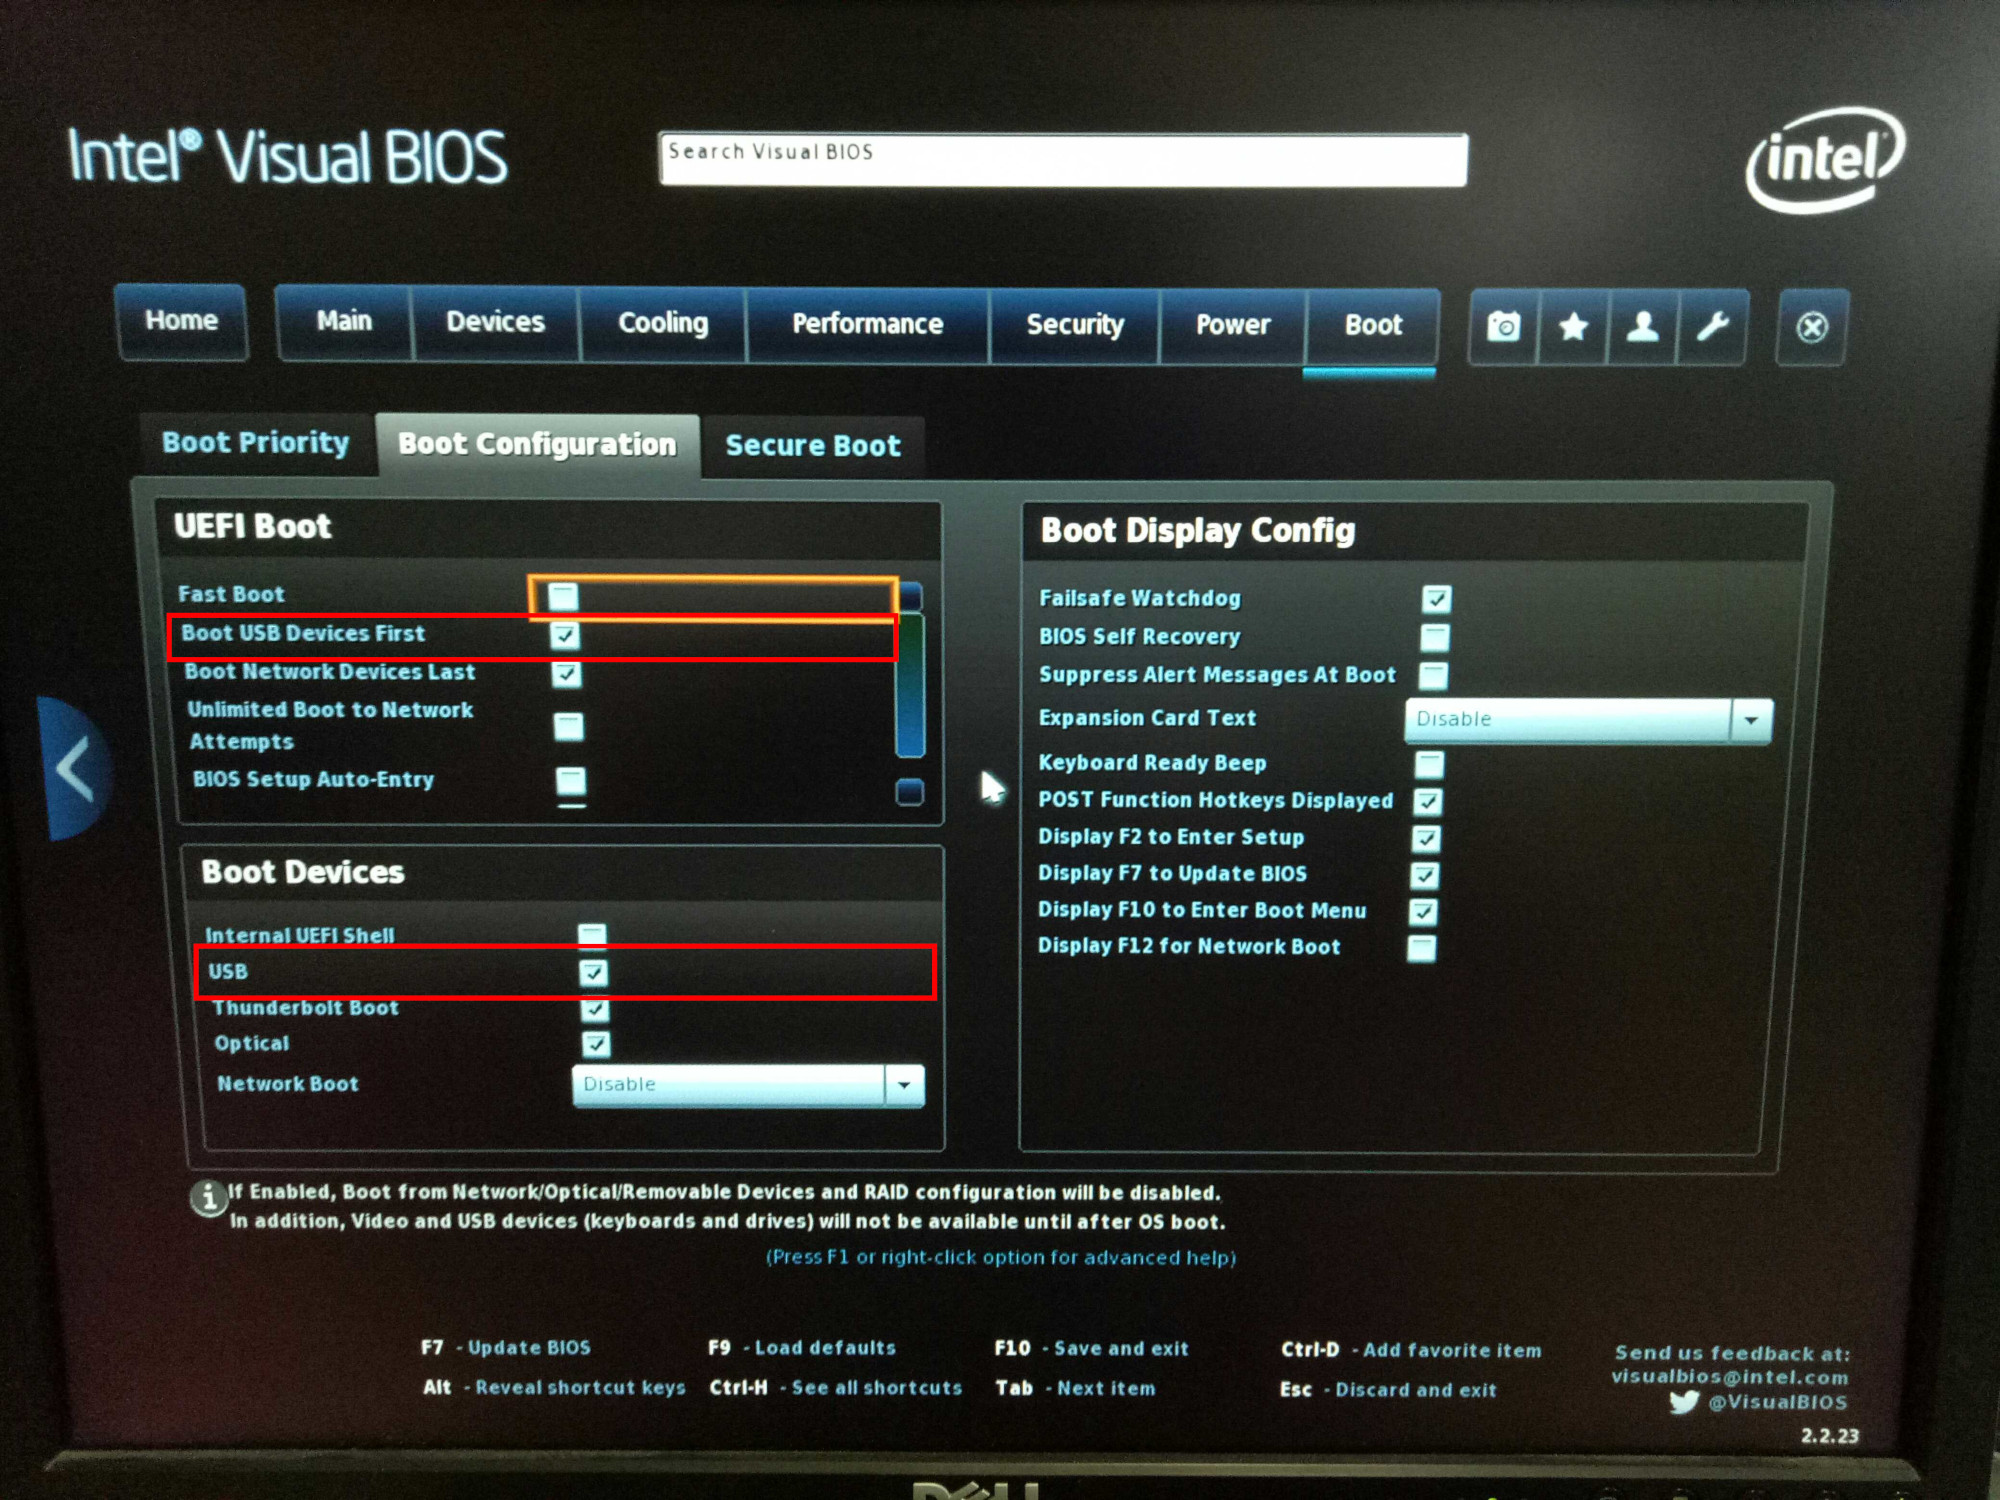 Intel® Visual BIOS
Search Visual BIOS
intel
Home
Main
Devices
Cooling
Performance
Security
Power
Boot
Boot Priority
Boot Configuration
Secure Boot
UEFI Boot
Fast Boot
Boot USB Devices First
Boot Network Devices Last
Unlimited Boot to Network
Attempts
BIOS Setup Auto-Entry
Boot Devices
Internal UEFI Shell
USB
Thunderbolt Boot
Optical
Network Boot Disable
Boot Display Config
Failsafe Watchdog
BIOS Self Recovery
Suppress Alert Messages At Boot
Expansion Card Text Disable
Keyboard Ready Beep
POST Function Hotkeys Displayed
Display F2 to Enter Setup
Display F7 to Update BIOS
Display F10 to Enter Boot Menu
Display F12 for Network Boot
If Enabled, Boot from Network/Optical/Removable Devices and RAID configuration will be disabled.
In addition, Video and USB devices (keyboards and drives) will not be available until after OS boot.
(Press F1 or right-click option for advanced help)
F7 - Update BIOS
F9 - Load defaults
F10 - Save and exit
Ctrl-D - Add favorite item
Alt - Reveal shortcut keys
Ctrl-H - See all shortcuts
Tab - Next item
Esc - Discard and exit
Send us feedback at:
visualbios@intel.com
@VisualBIOS
2.2.23
DELL